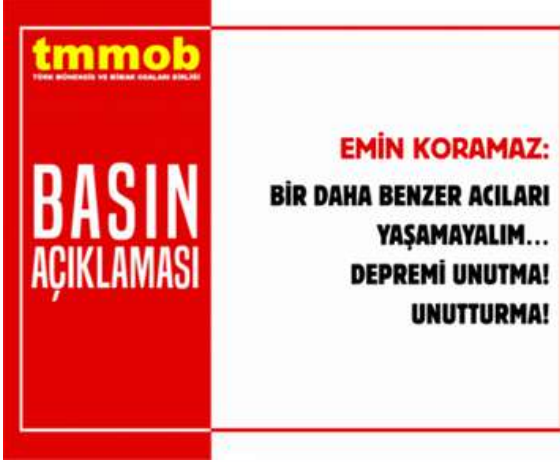 tmmob
TÜRK MÜHENDİS VE MİMAR ODALARI BİRLİĞİ
BASIN
AÇIKLAMASI
EMİN KORAMAZ:
BİR DAHA BENZER ACILARI
YAŞAMAYALIM...
DEPREMİ UNUTMA!
UNUTTURMA!